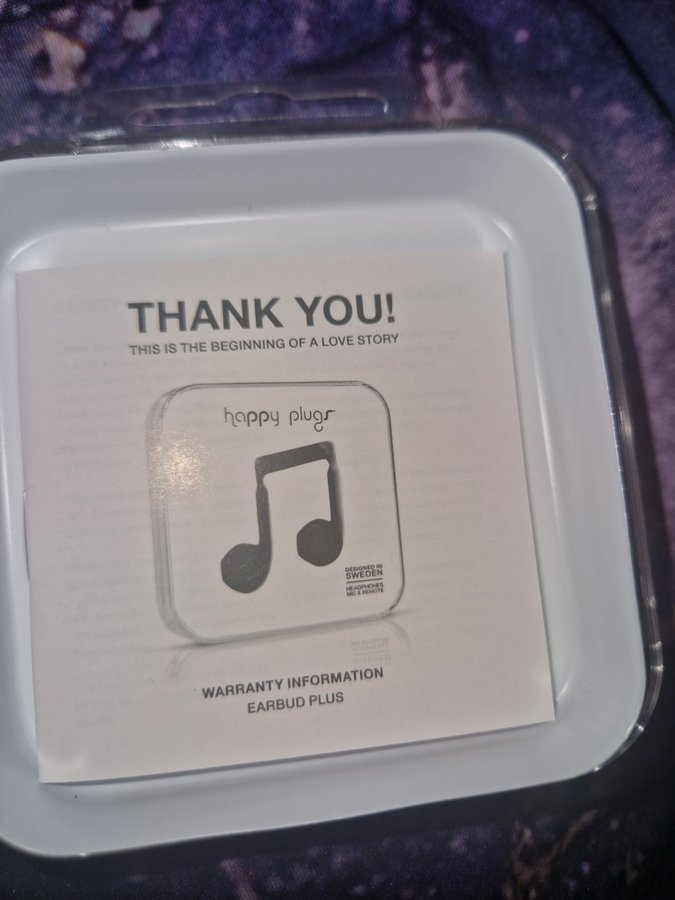 THANK YOU!
THIS IS THE BEGINNING OF A LOVE STORY
happy plugs
DESIGNED IN
SWEDEN
HEADPHONES
MIC & REMOTE
WARRANTY INFORMATION
EARBUD PLUS